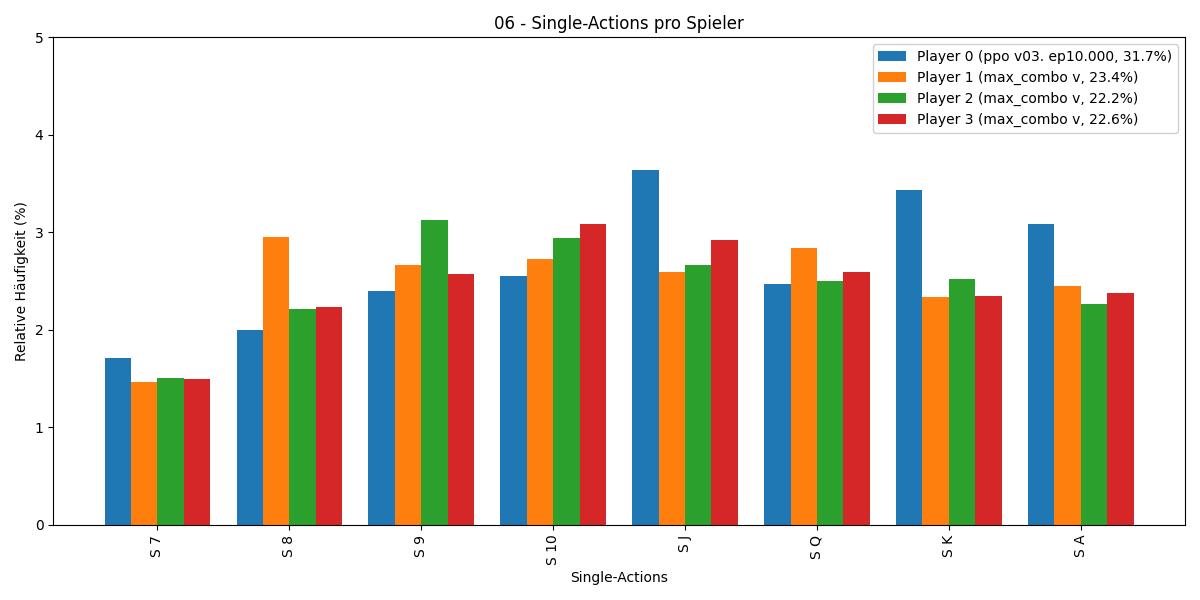 06 - Single-Actions pro Spieler
Player 0 (ppo v03. ep10.000, 31.7%)
Player 1 (max_combo v, 23.4%)
Player 2 (max_combo v, 22.2%)
Player 3 (max_combo v, 22.6%)
Relative Häufigkeit (%)
5
4
3
2
1
0
S 7
S 8
S 9
S 10
S J
S Q
S K
S A
Single-Actions